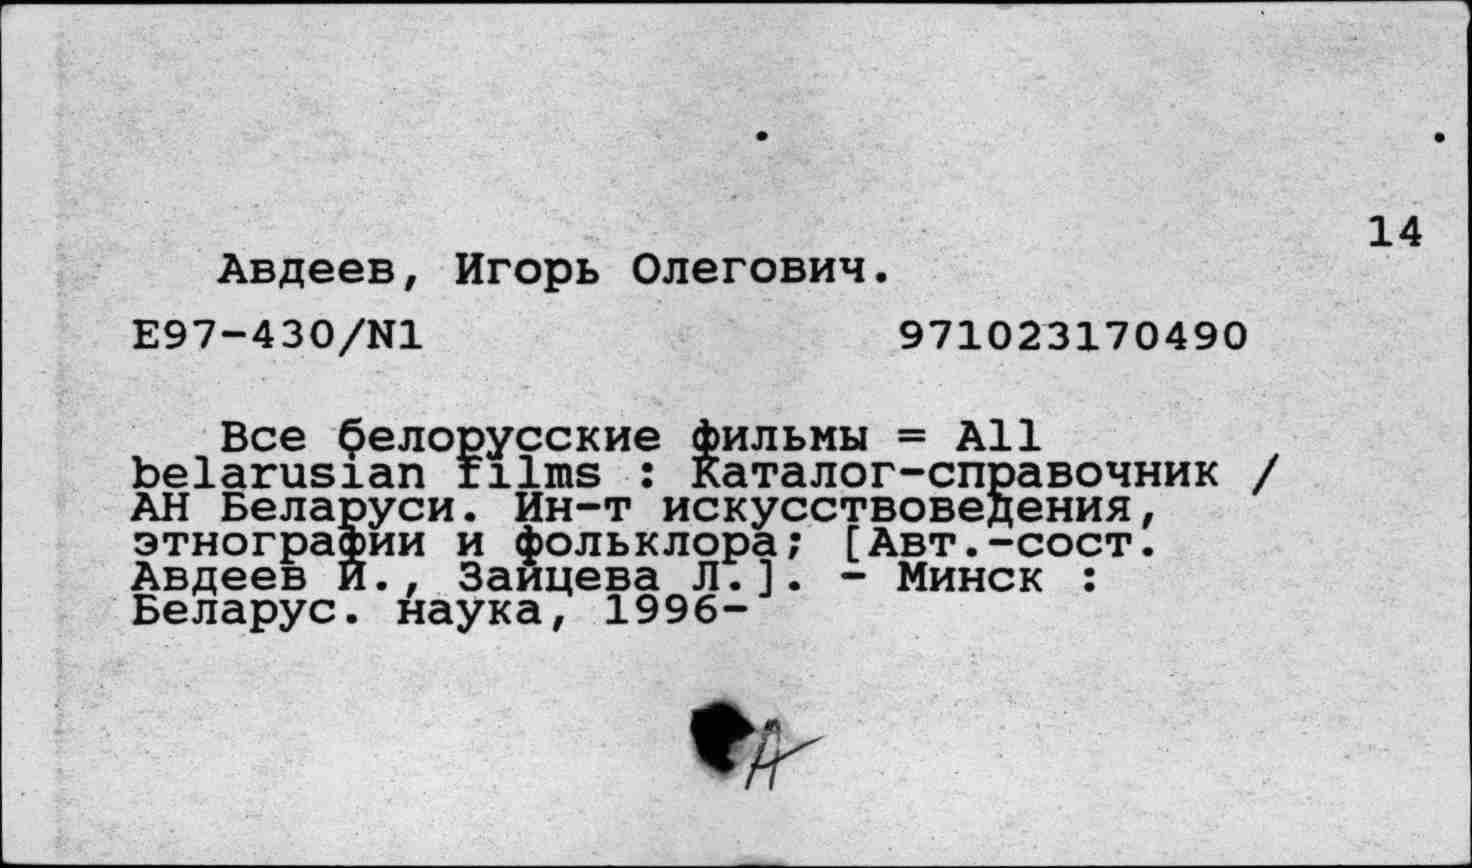 14
Авдеев, Игорь Олегович.
E97-430/N1 971023170490
Все белорусские фильмы = All
belarusian films : Каталог-справочник /
АН Беларуси. Ин-т искусствоведения,
этнографии и фольклора; [Авт.-сост.
Авдеев И., Зайцева Л.]. - Минск :
Беларус. наука, 1996-
А